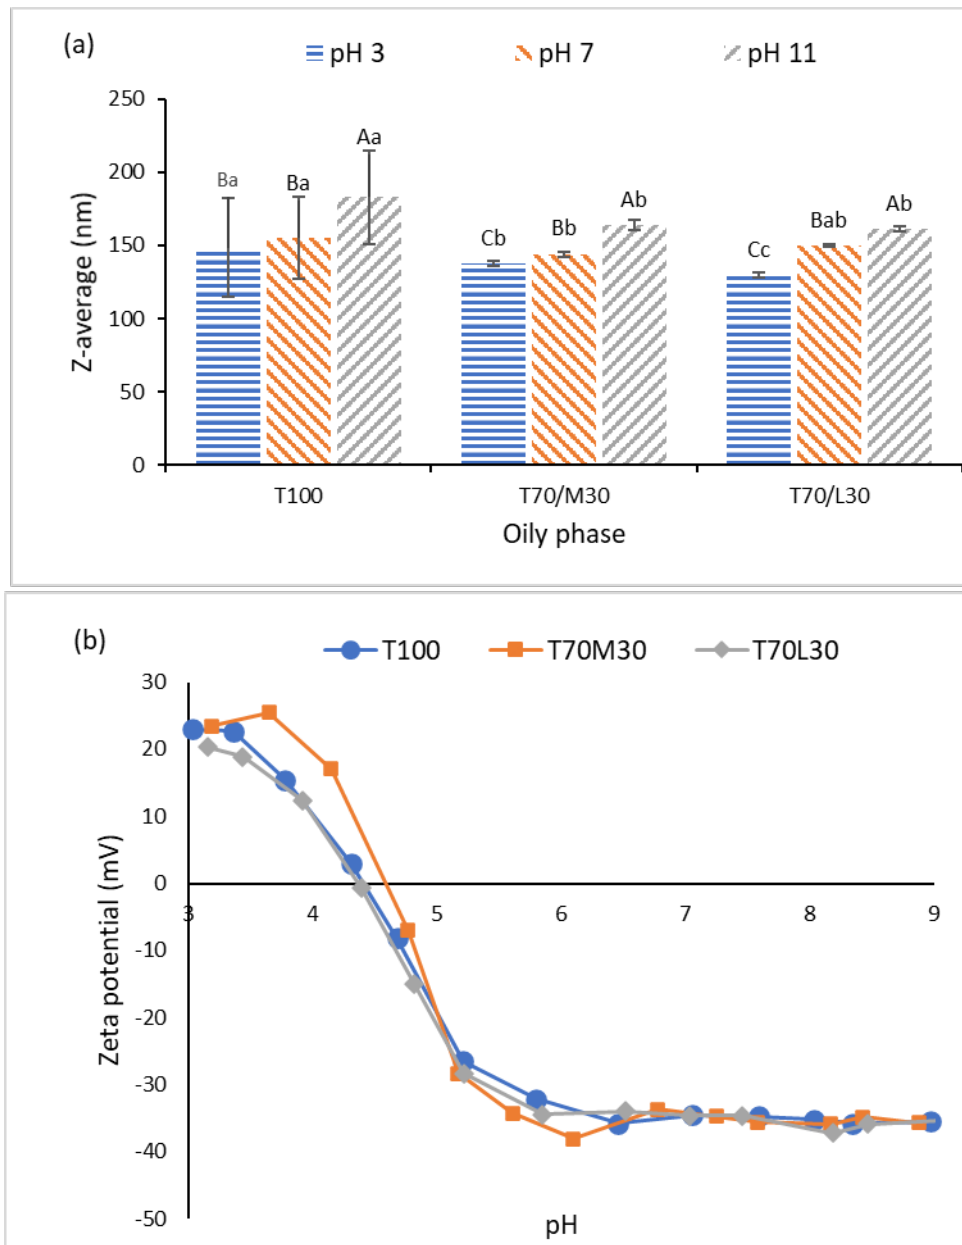 (a)
pH 3 pH 7 pH 11
250
200
150
100
50
0
Z-average (nm)
Ba Ba Aa
Cb Bb Ab
Cc Bab Ab
T100 T70/M30 T70/L30
Oily phase
(b)
T100 T70M30 T70L30
30
20
10
0
-10
-20
-30
-40
-50
Zeta potential (mV)
3 4 5 6 7 8 9
pH